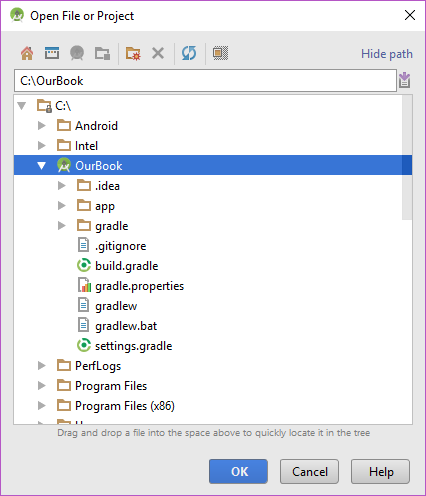 Open File or Project
Hide path
C:\OurBook
C:\
Android
Intel
OurBook
.idea
app
gradle
.gitignore
build.gradle
gradle.properties
gradlew
gradlew.bat
settings.gradle
PerfLogs
Program Files
Program Files (x86)
Drag and drop a file into the space above to quickly locate it in the tree
OK
Cancel
Help